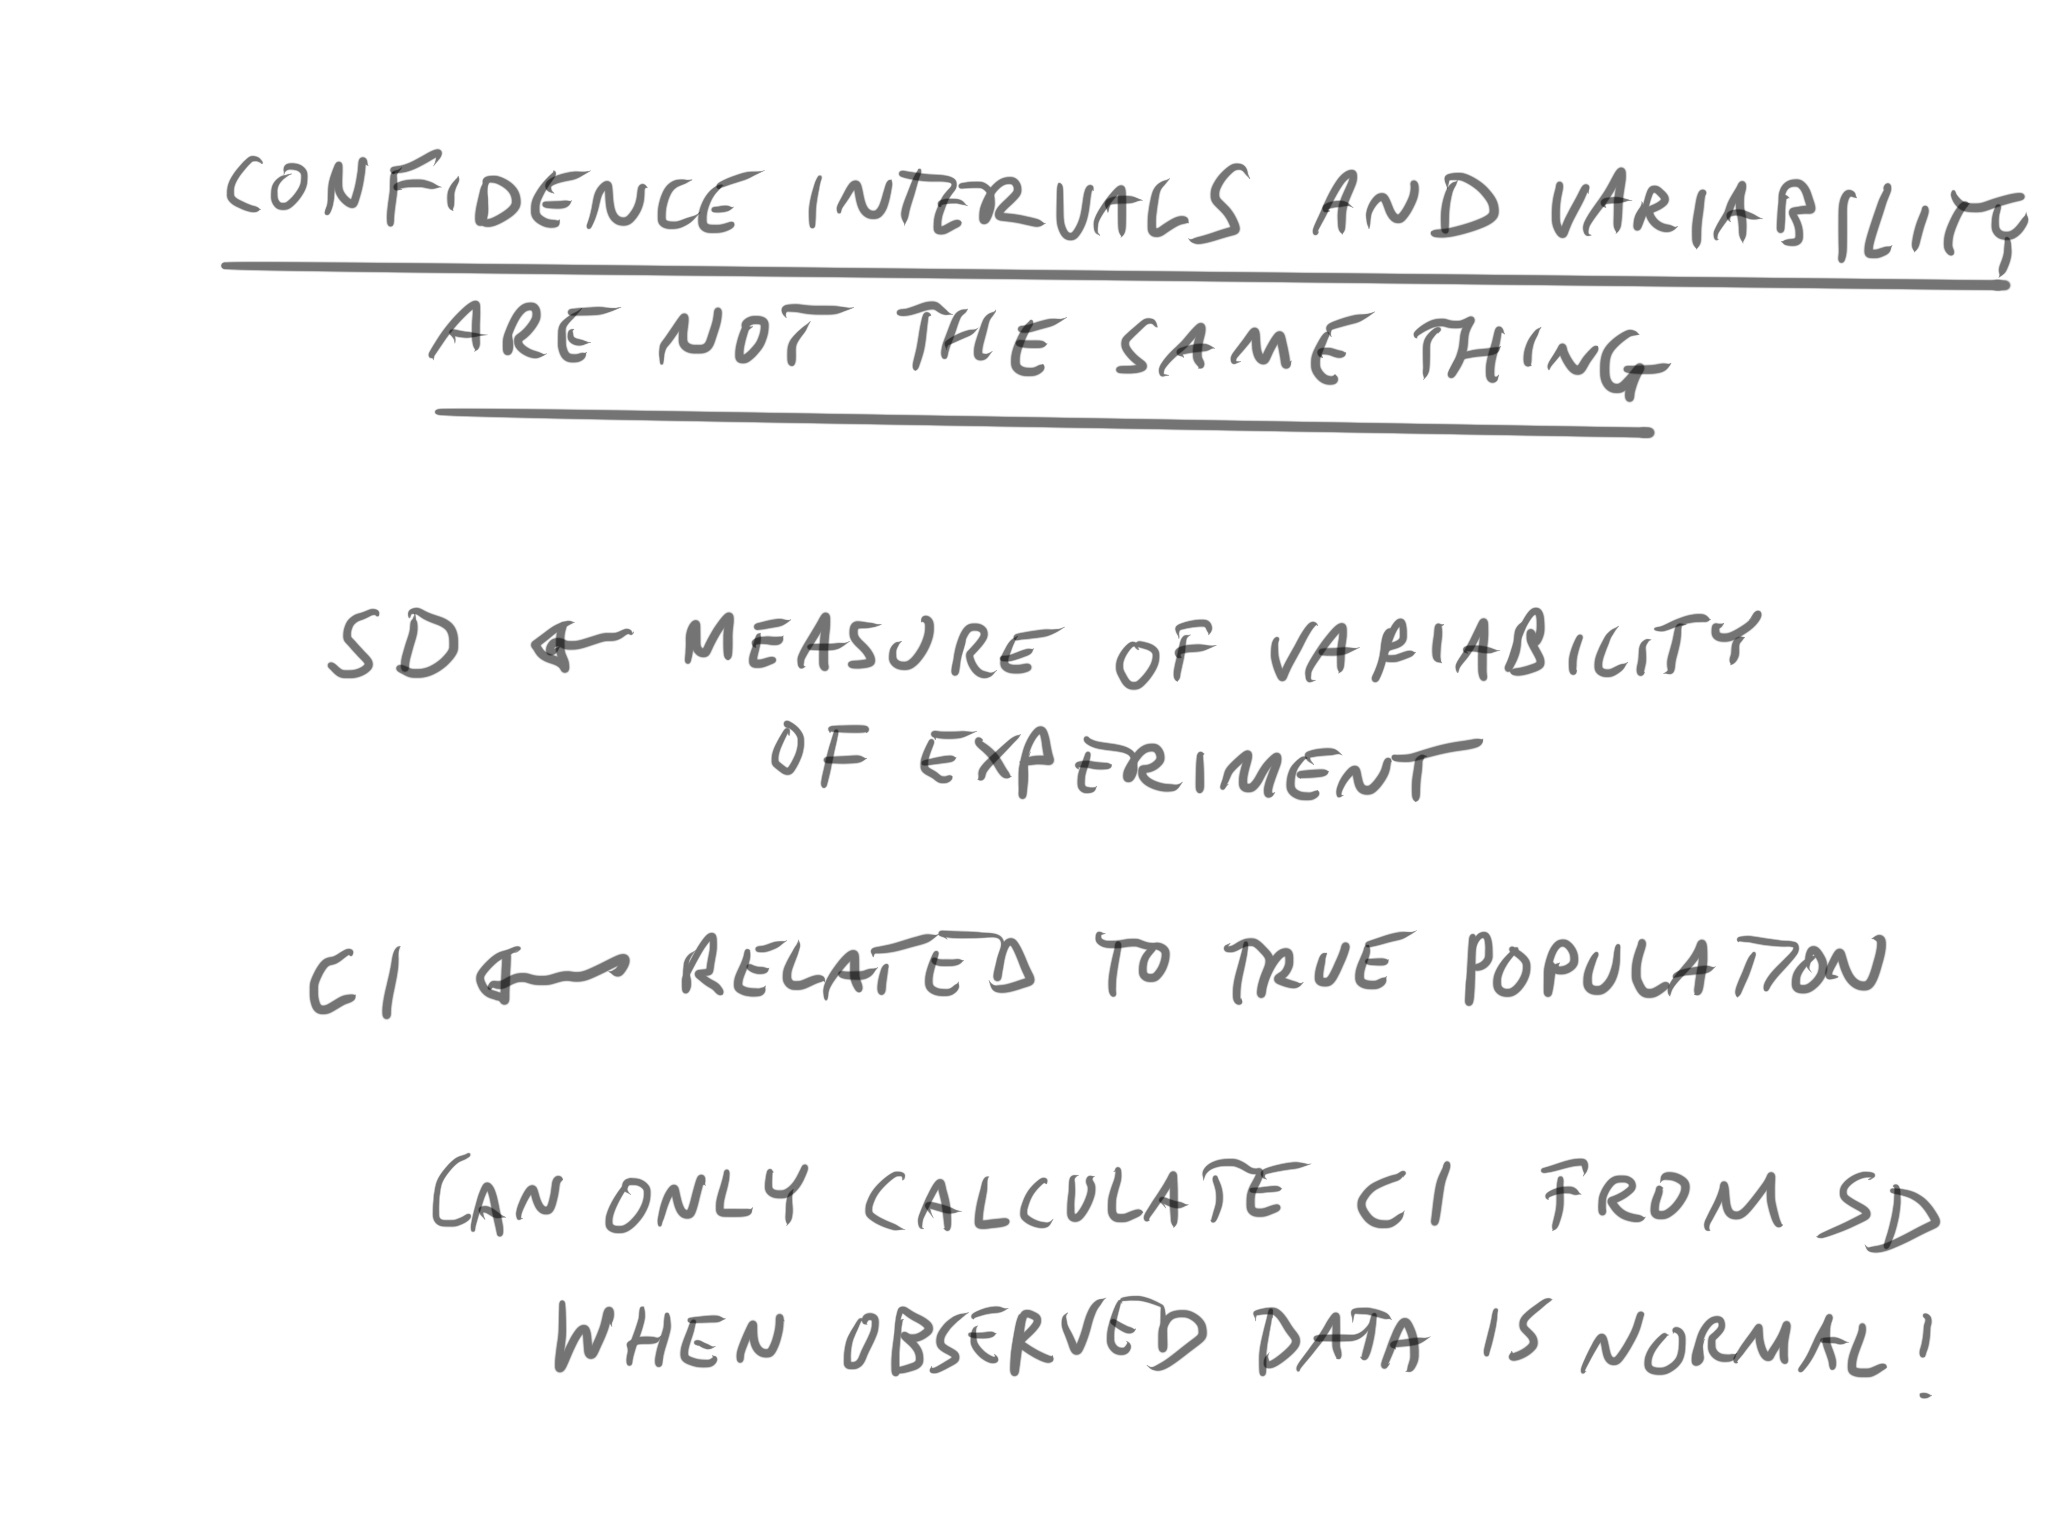 CONFIDENCE INTERVALS AND VARIABILITY
ARE NOT THE SAME THING
SD ← MEASURE OF VARIABILITY
OF EXPERIMENT
CI ← RELATED TO TRUE POPULATION
CAN ONLY CALCULATE CI FROM SD
WHEN OBSERVED DATA IS NORMAL!